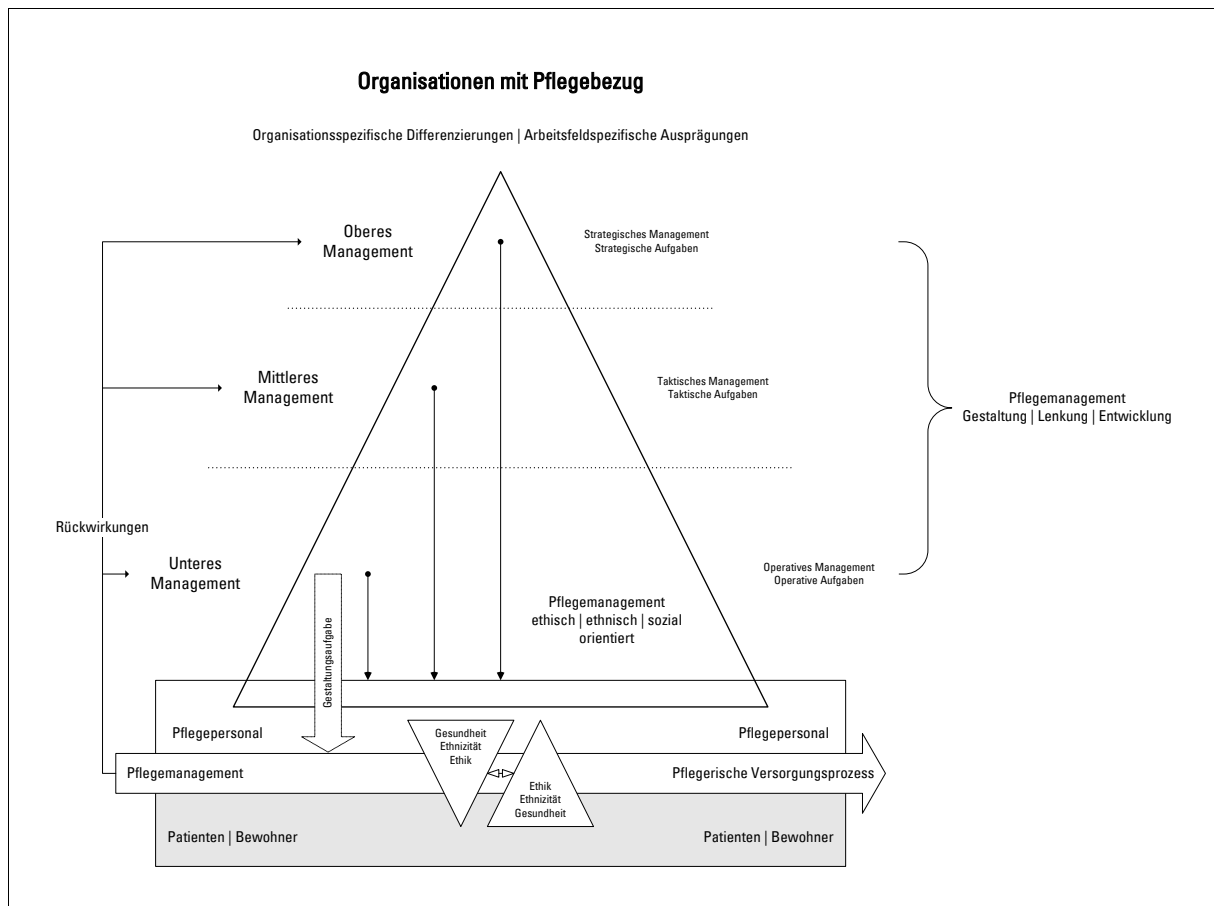 Organisationen mit Pflegebezug
Organisationsspezifische Differenzierungen | Arbeitsfeldspezifische Ausprägungen
Oberes
Management
Strategisches Management
Strategische Aufgaben
Mittleres
Management
Taktisches Management
Taktische Aufgaben
Pflegemanagement
Gestaltung | Lenkung | Entwicklung
Rückwirkungen
Unteres
Management
Operatives Management
Operative Aufgaben
Pflegemanagement
ethisch | ethnisch | sozial
orientiert
Gestaltungsaufgabe
Pflegepersonal
Gesundheit
Ethnizität
Ethik
Pflegepersonal
Pflegemanagement
Pflegerische Versorgungsprozess
Ethik
Ethnizität
Gesundheit
Patienten | Bewohner
Patienten | Bewohner